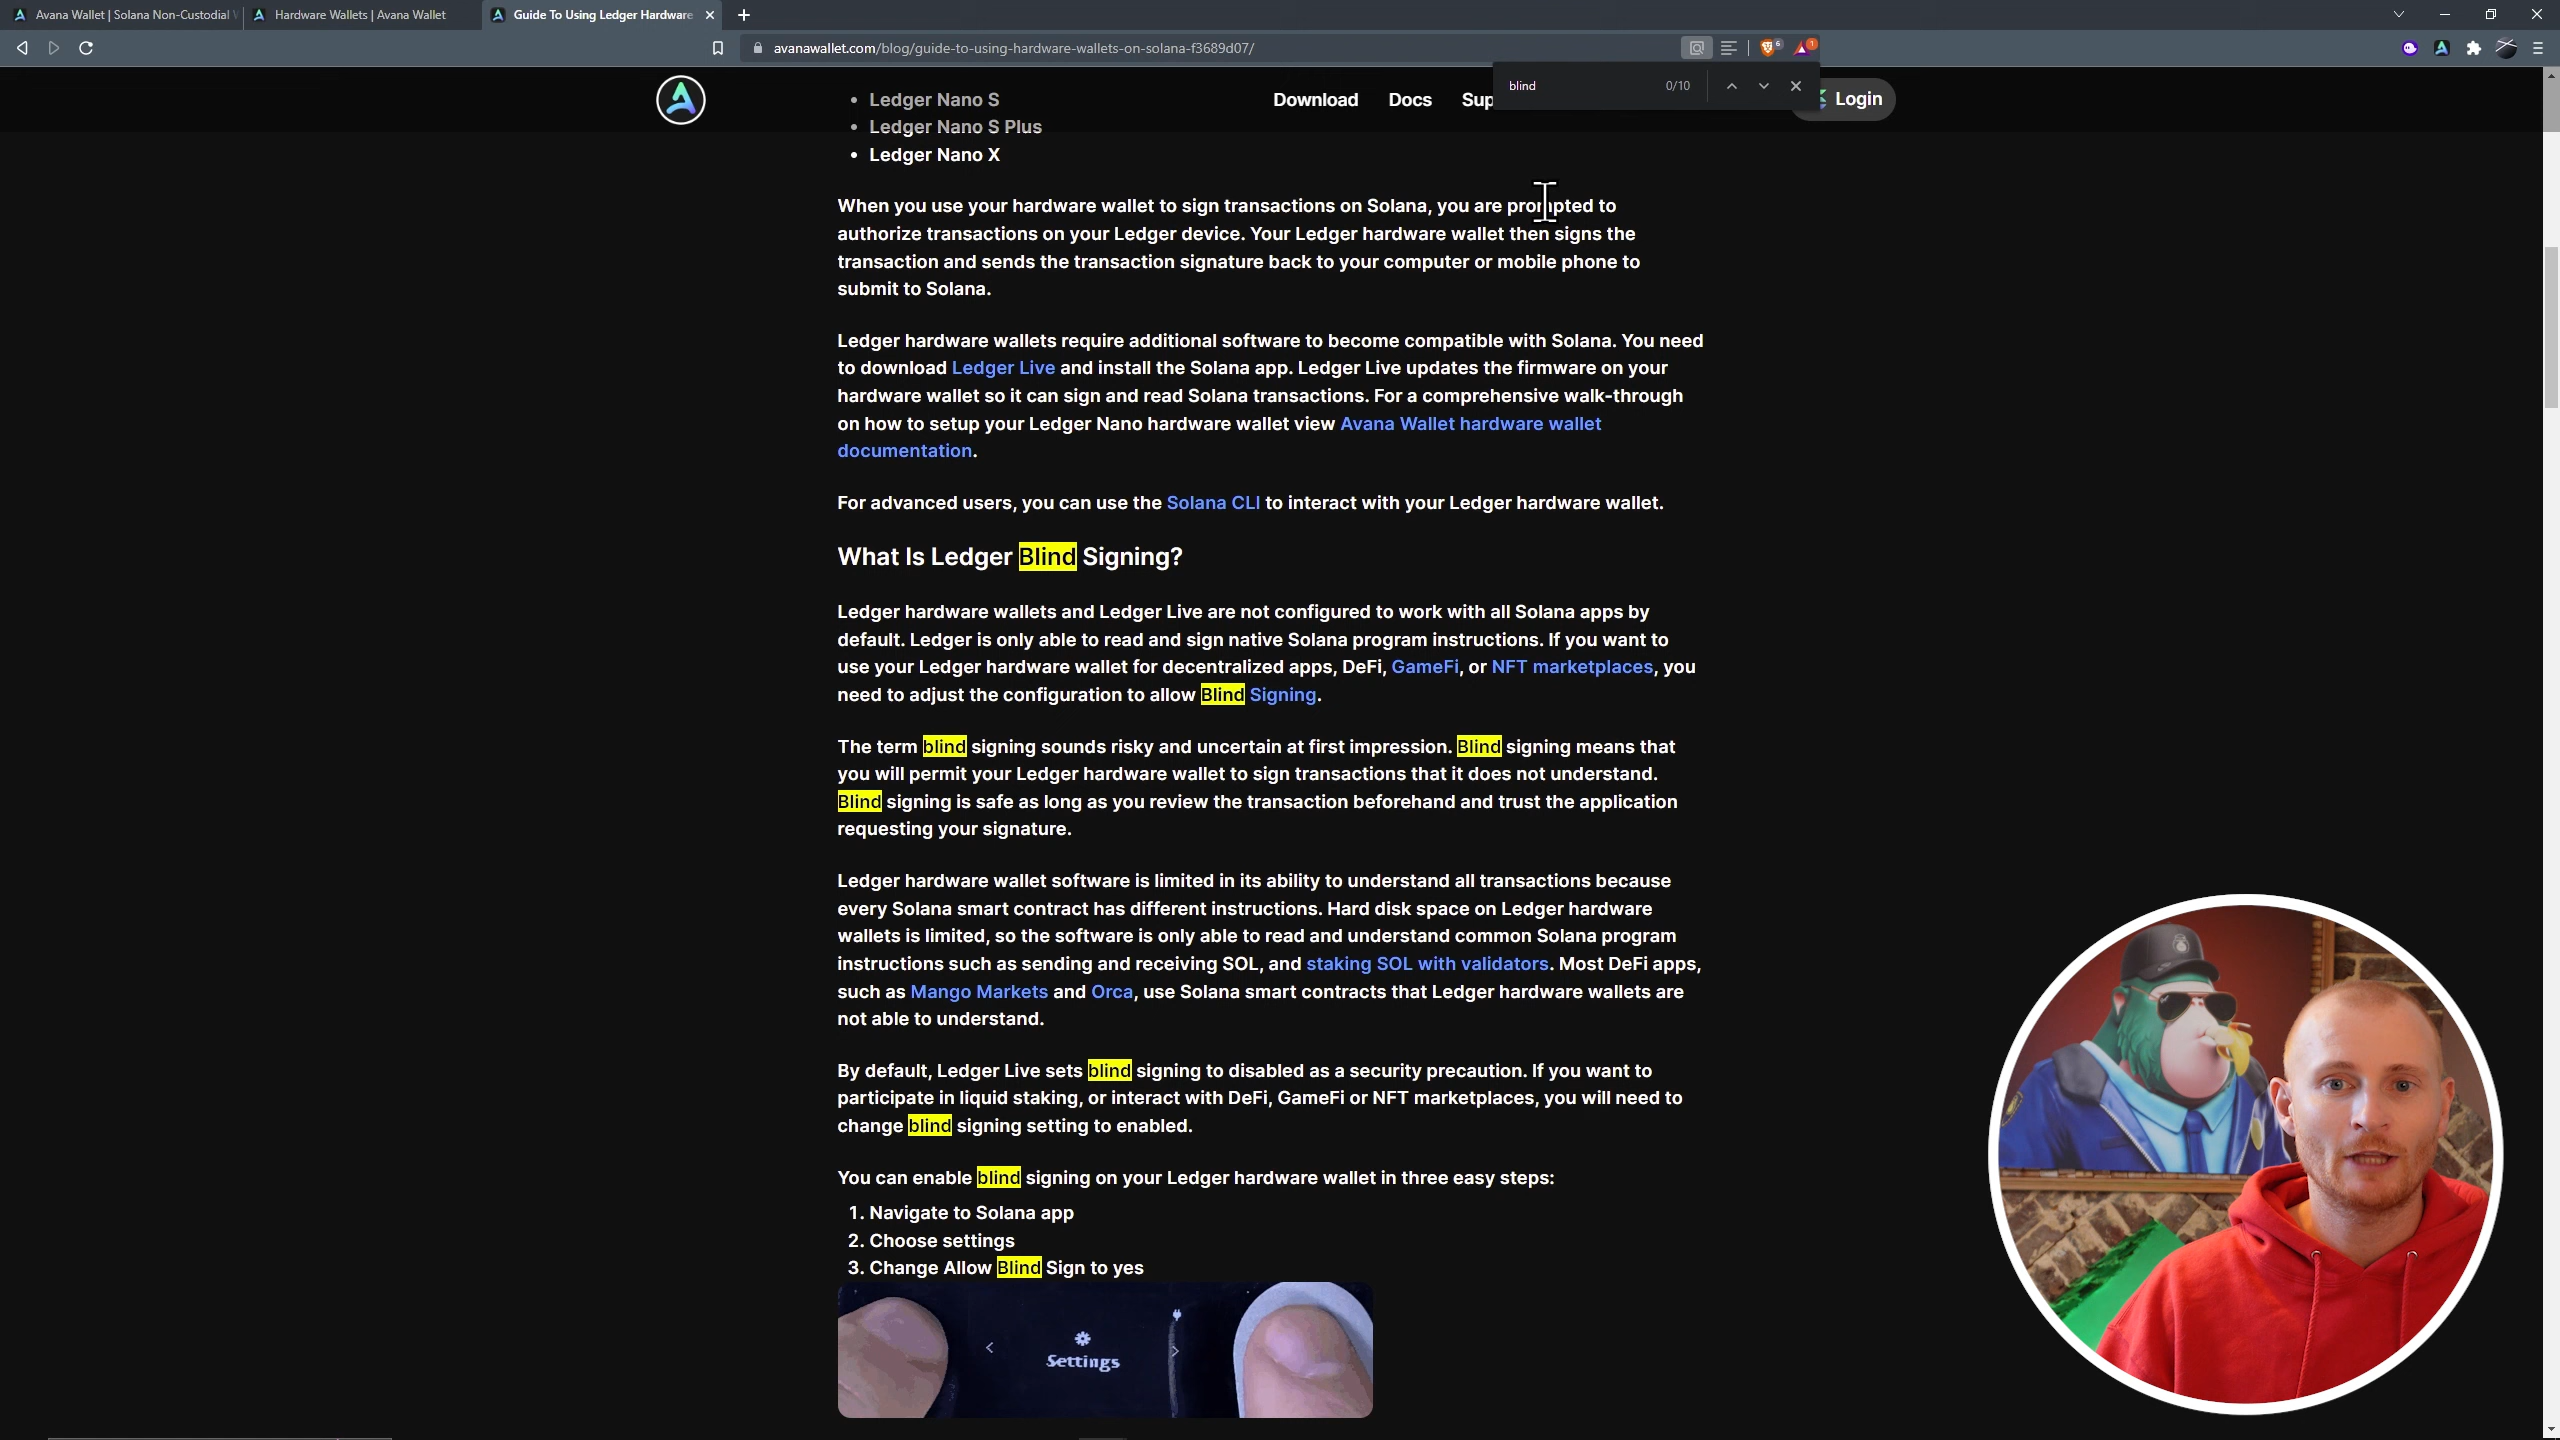 Avana Wallet | Solana Non-Custodial
Hardware Wallets | Avana Wallet
Guide To Using Ledger Hardware
avanawallet.com/blog/guide-to-using-hardware-wallets-on-solana-f3689d07/
6
1
blind
0/10
Download
Docs
Sup
Login
• Ledger Nano S
• Ledger Nano S Plus
• Ledger Nano X
When you use your hardware wallet to sign transactions on Solana, you are prompted to
authorize transactions on your Ledger device. Your Ledger hardware wallet then signs the
transaction and sends the transaction signature back to your computer or mobile phone to
submit to Solana.
Ledger hardware wallets require additional software to become compatible with Solana. You need
to download Ledger Live and install the Solana app. Ledger Live updates the firmware on your
hardware wallet so it can sign and read Solana transactions. For a comprehensive walk-through
on how to setup your Ledger Nano hardware wallet view Avana Wallet hardware wallet
documentation.
For advanced users, you can use the Solana CLI to interact with your Ledger hardware wallet.
What Is Ledger Blind Signing?
Ledger hardware wallets and Ledger Live are not configured to work with all Solana apps by
default. Ledger is only able to read and sign native Solana program instructions. If you want to
use your Ledger hardware wallet for decentralized apps, DeFi, GameFi, or NFT marketplaces, you
need to adjust the configuration to allow Blind Signing.
The term blind signing sounds risky and uncertain at first impression. Blind signing means that
you will permit your Ledger hardware wallet to sign transactions that it does not understand.
Blind signing is safe as long as you review the transaction beforehand and trust the application
requesting your signature.
Ledger hardware wallet software is limited in its ability to understand all transactions because
every Solana smart contract has different instructions. Hard disk space on Ledger hardware
wallets is limited, so the software is only able to read and understand common Solana program
instructions such as sending and receiving SOL, and staking SOL with validators. Most DeFi apps,
such as Mango Markets and Orca, use Solana smart contracts that Ledger hardware wallets are
not able to understand.
By default, Ledger Live sets blind signing to disabled as a security precaution. If you want to
participate in liquid staking, or interact with DeFi, GameFi or NFT marketplaces, you will need to
change blind signing setting to enabled.
You can enable blind signing on your Ledger hardware wallet in three easy steps:
1. Navigate to Solana app
2. Choose settings
3. Change Allow Blind Sign to yes
Settings